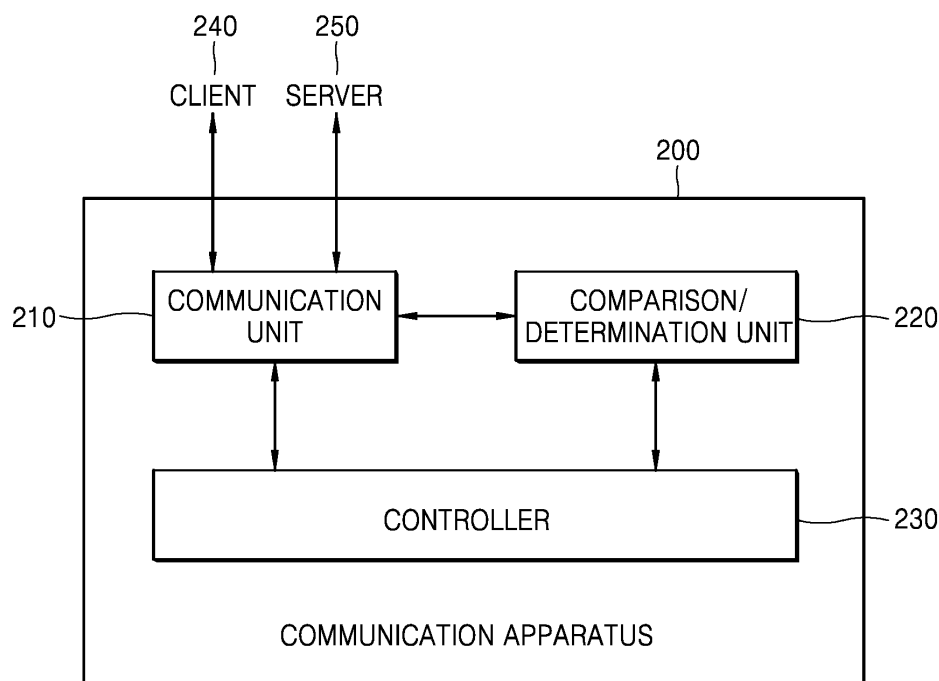 240
250
CLIENT
SERVER
200
COMMUNICATION
UNIT
210
COMPARISON/
DETERMINATION UNIT
220
CONTROLLER
230
COMMUNICATION APPARATUS